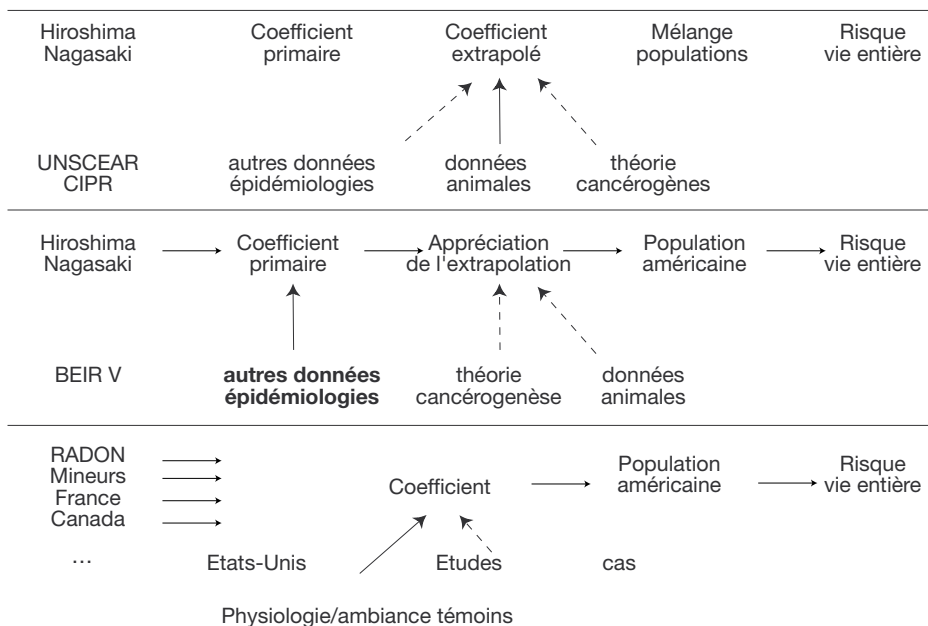 Hiroshima Coefficient Coefficient Mélange Risque
Nagasaki primaire extrapolé populations vie entière
UNSCEAR autres données données théorie
CIPR épidémiologies animales cancérogènes
Hiroshima Coefficient Appréciation Population Risque
Nagasaki primaire de l'extrapolation américaine vie entière
BEIR V autres données théorie données
épidémiologies cancérogenèse animales
RADON
Mineurs Population Risque
France Coefficient américaine vie entière
Canada
... Etats-Unis Etudes cas
Physiologie/ambiance témoins